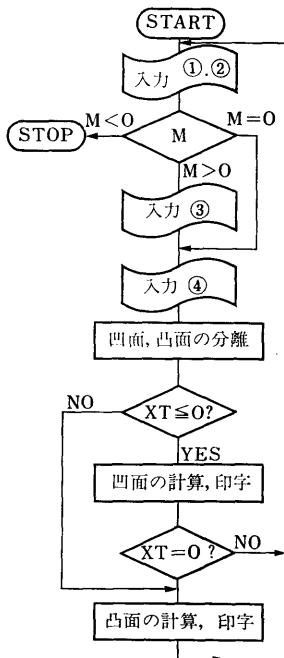 START
入力 ①.②
M<0
M=0
STOP
M
M>0
入力 ③
入力 ④
凹面,凸面の分離
NO
XT≦0?
YES
凹面の計算,印字
XT=0?
NO
凸面の計算,印字